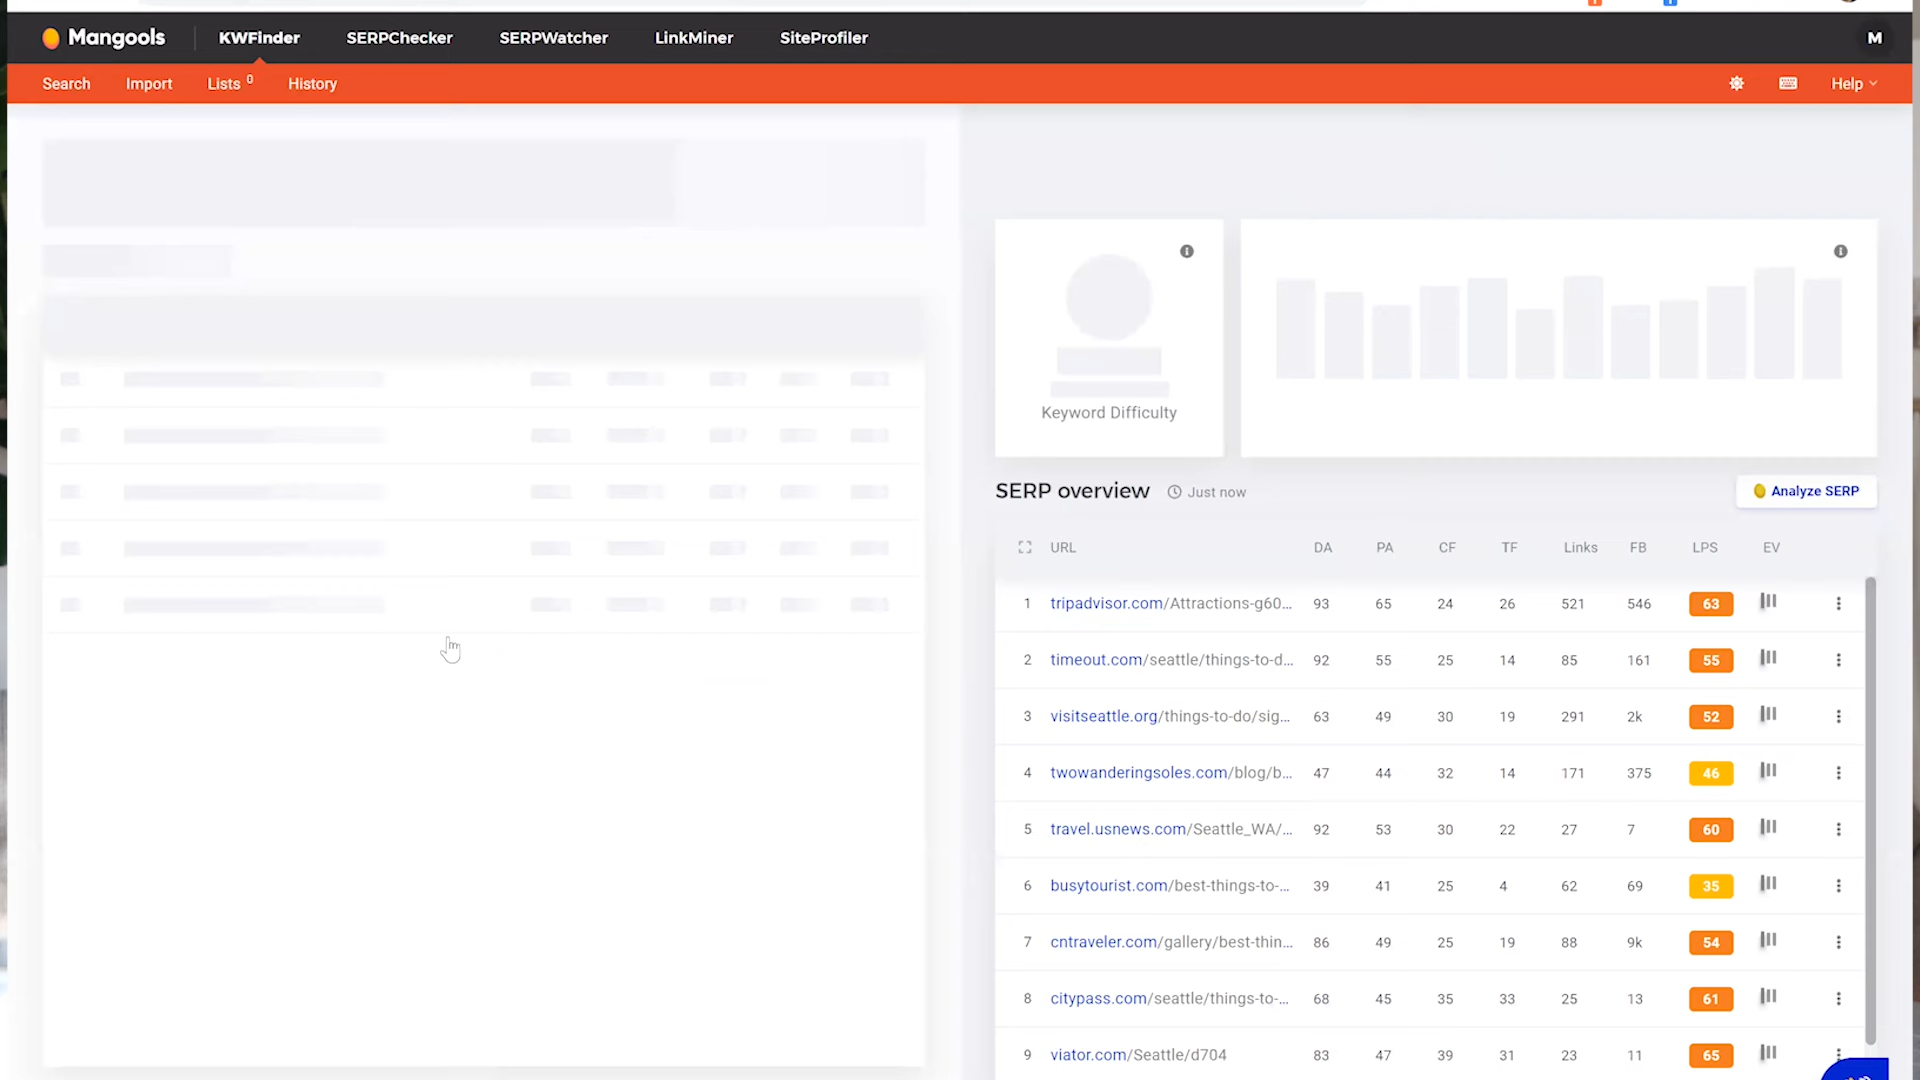 Mangools KWFinder SERPChecker SERPWatcher LinkMiner SiteProfiler M
Search Import Lists 0 History Help
Keyword Difficulty
SERP overview Just now Analyze SERP
URL DA PA CF TF Links FB LPS EV
1 tripadvisor.com/Attractions-g60... 93 65 24 26 521 546 63
2 timeout.com/seattle/things-to-d... 92 55 25 14 85 161 55
3 visitseattle.org/things-to-do/sig... 63 49 30 19 291 2k 52
4 twowanderingsoles.com/blog/b... 47 44 32 14 171 375 46
5 travel.usnews.com/Seattle_WA/... 92 53 30 22 27 7 60
6 busytourist.com/best-things-to-... 39 41 25 4 62 69 35
7 cntraveler.com/gallery/best-thin... 86 49 25 19 88 9k 54
8 citypass.com/seattle/things-to-... 68 45 35 33 25 13 61
9 viator.com/Seattle/d704 83 47 39 31 23 11 65